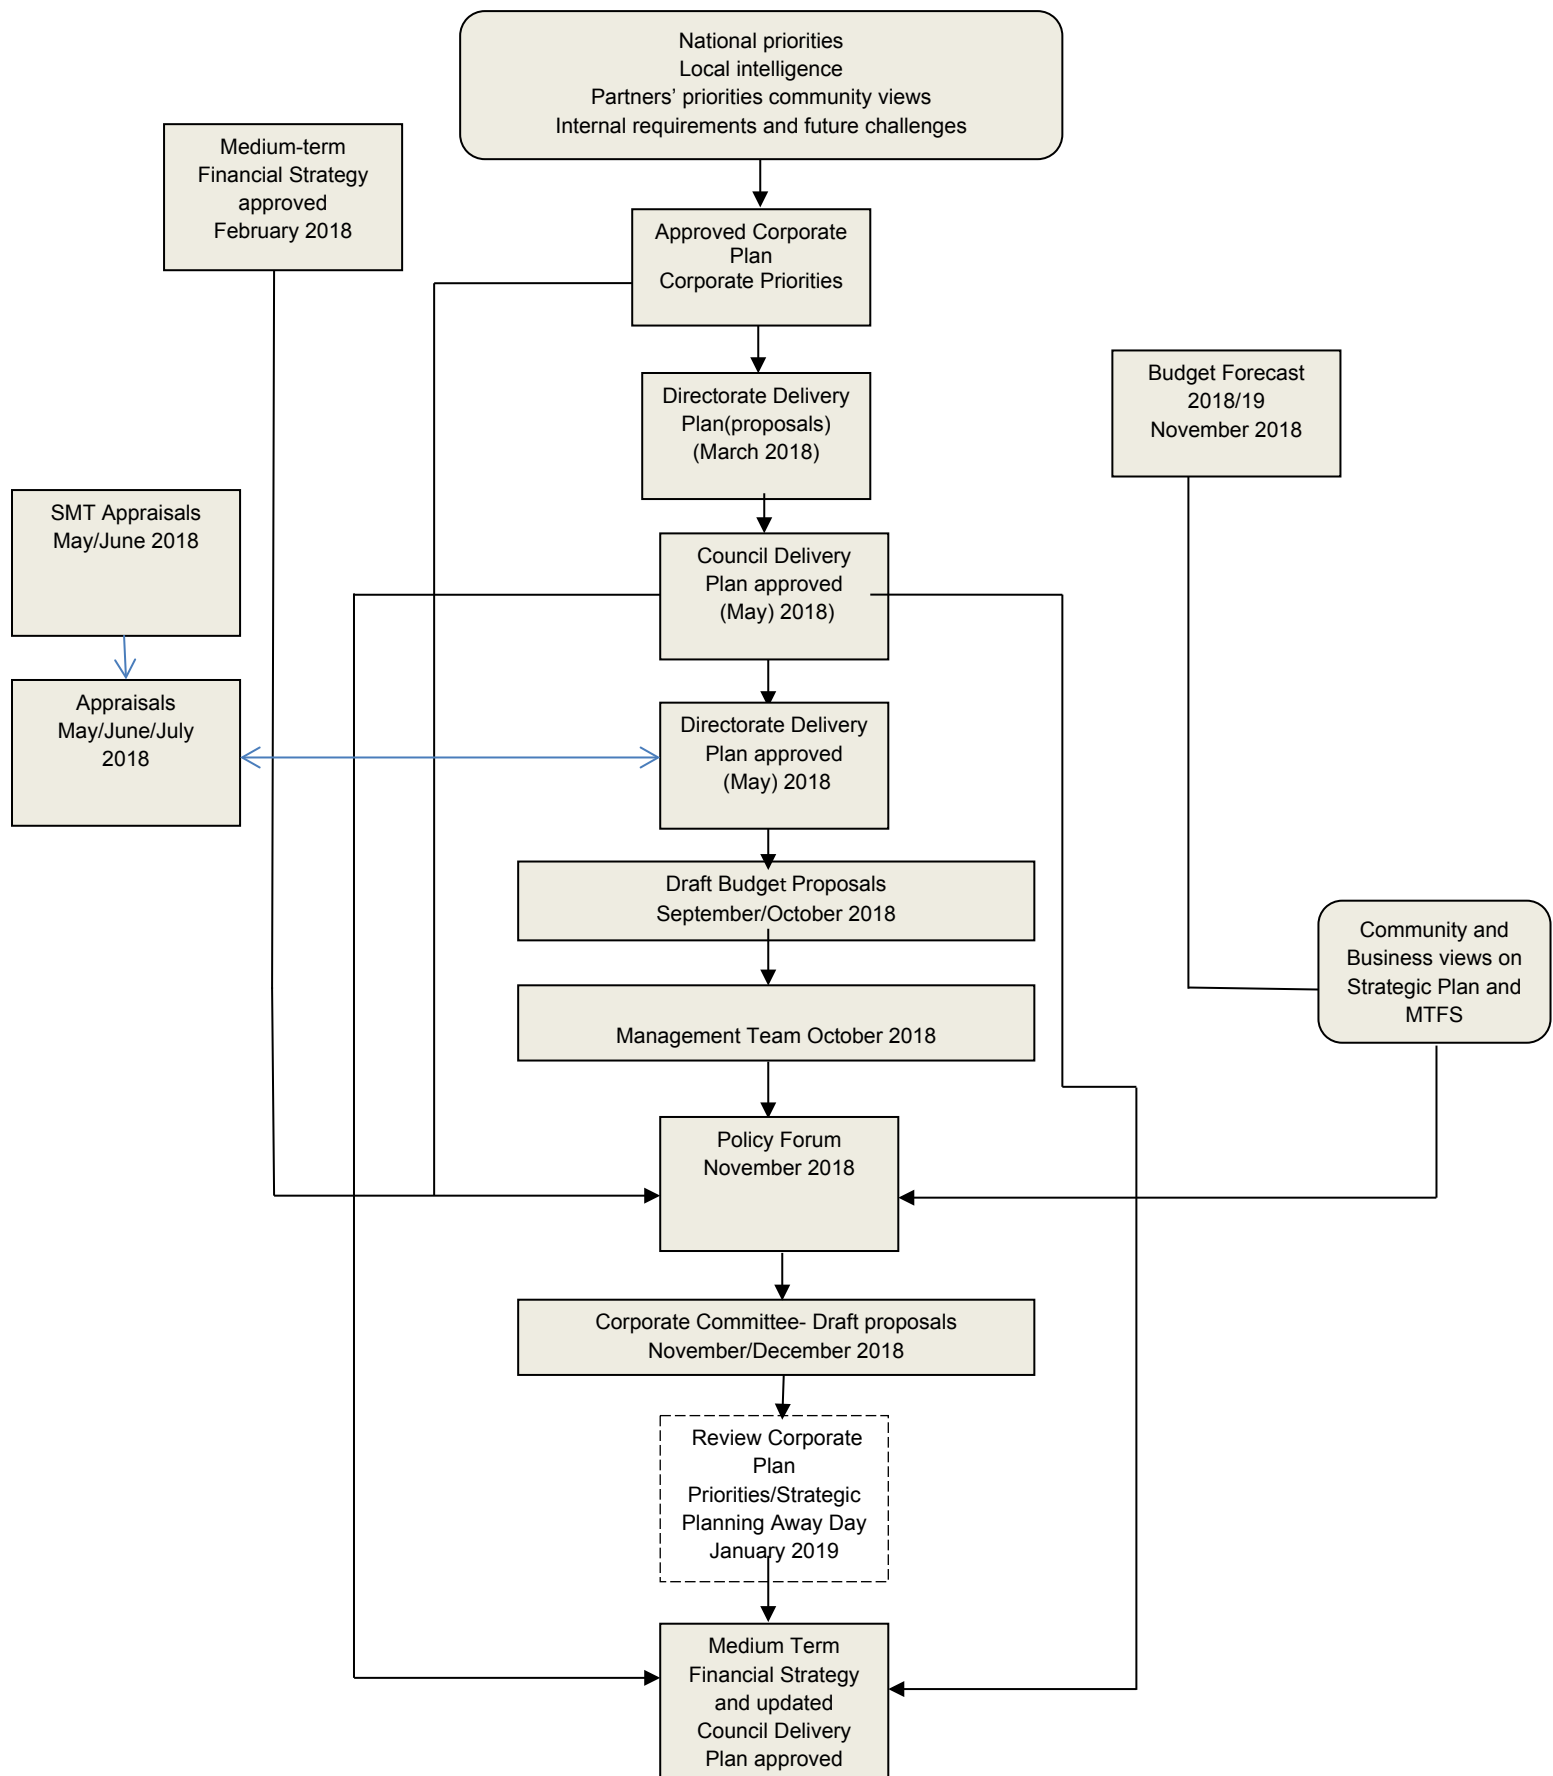 National priorities
Local intelligence
Partners’ priorities community views
Internal requirements and future challenges
Medium-term
Financial Strategy
approved
February 2018
Approved Corporate
Plan
Corporate Priorities
Directorate Delivery
Plan(proposals)
(March 2018)
Budget Forecast
2018/19
November 2018
SMT Appraisals
May/June 2018
Council Delivery
Plan approved
(May) 2018)
Appraisals
May/June/July
2018
Directorate Delivery
Plan approved
(May) 2018
Draft Budget Proposals
September/October 2018
Community and
Business views on
Strategic Plan and
MTFS
Management Team October 2018
Policy Forum
November 2018
Corporate Committee- Draft proposals
November/December 2018
Review Corporate
Plan
Priorities/Strategic
Planning Away Day
January 2019
Medium Term
Financial Strategy
and updated
Council Delivery
Plan approved